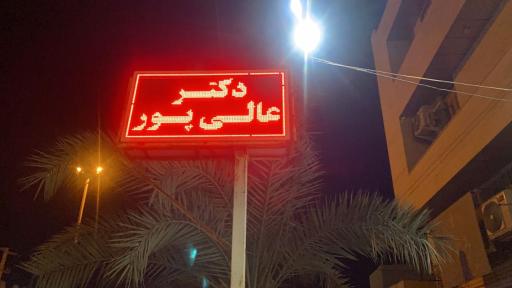 دکتر
عالی پور